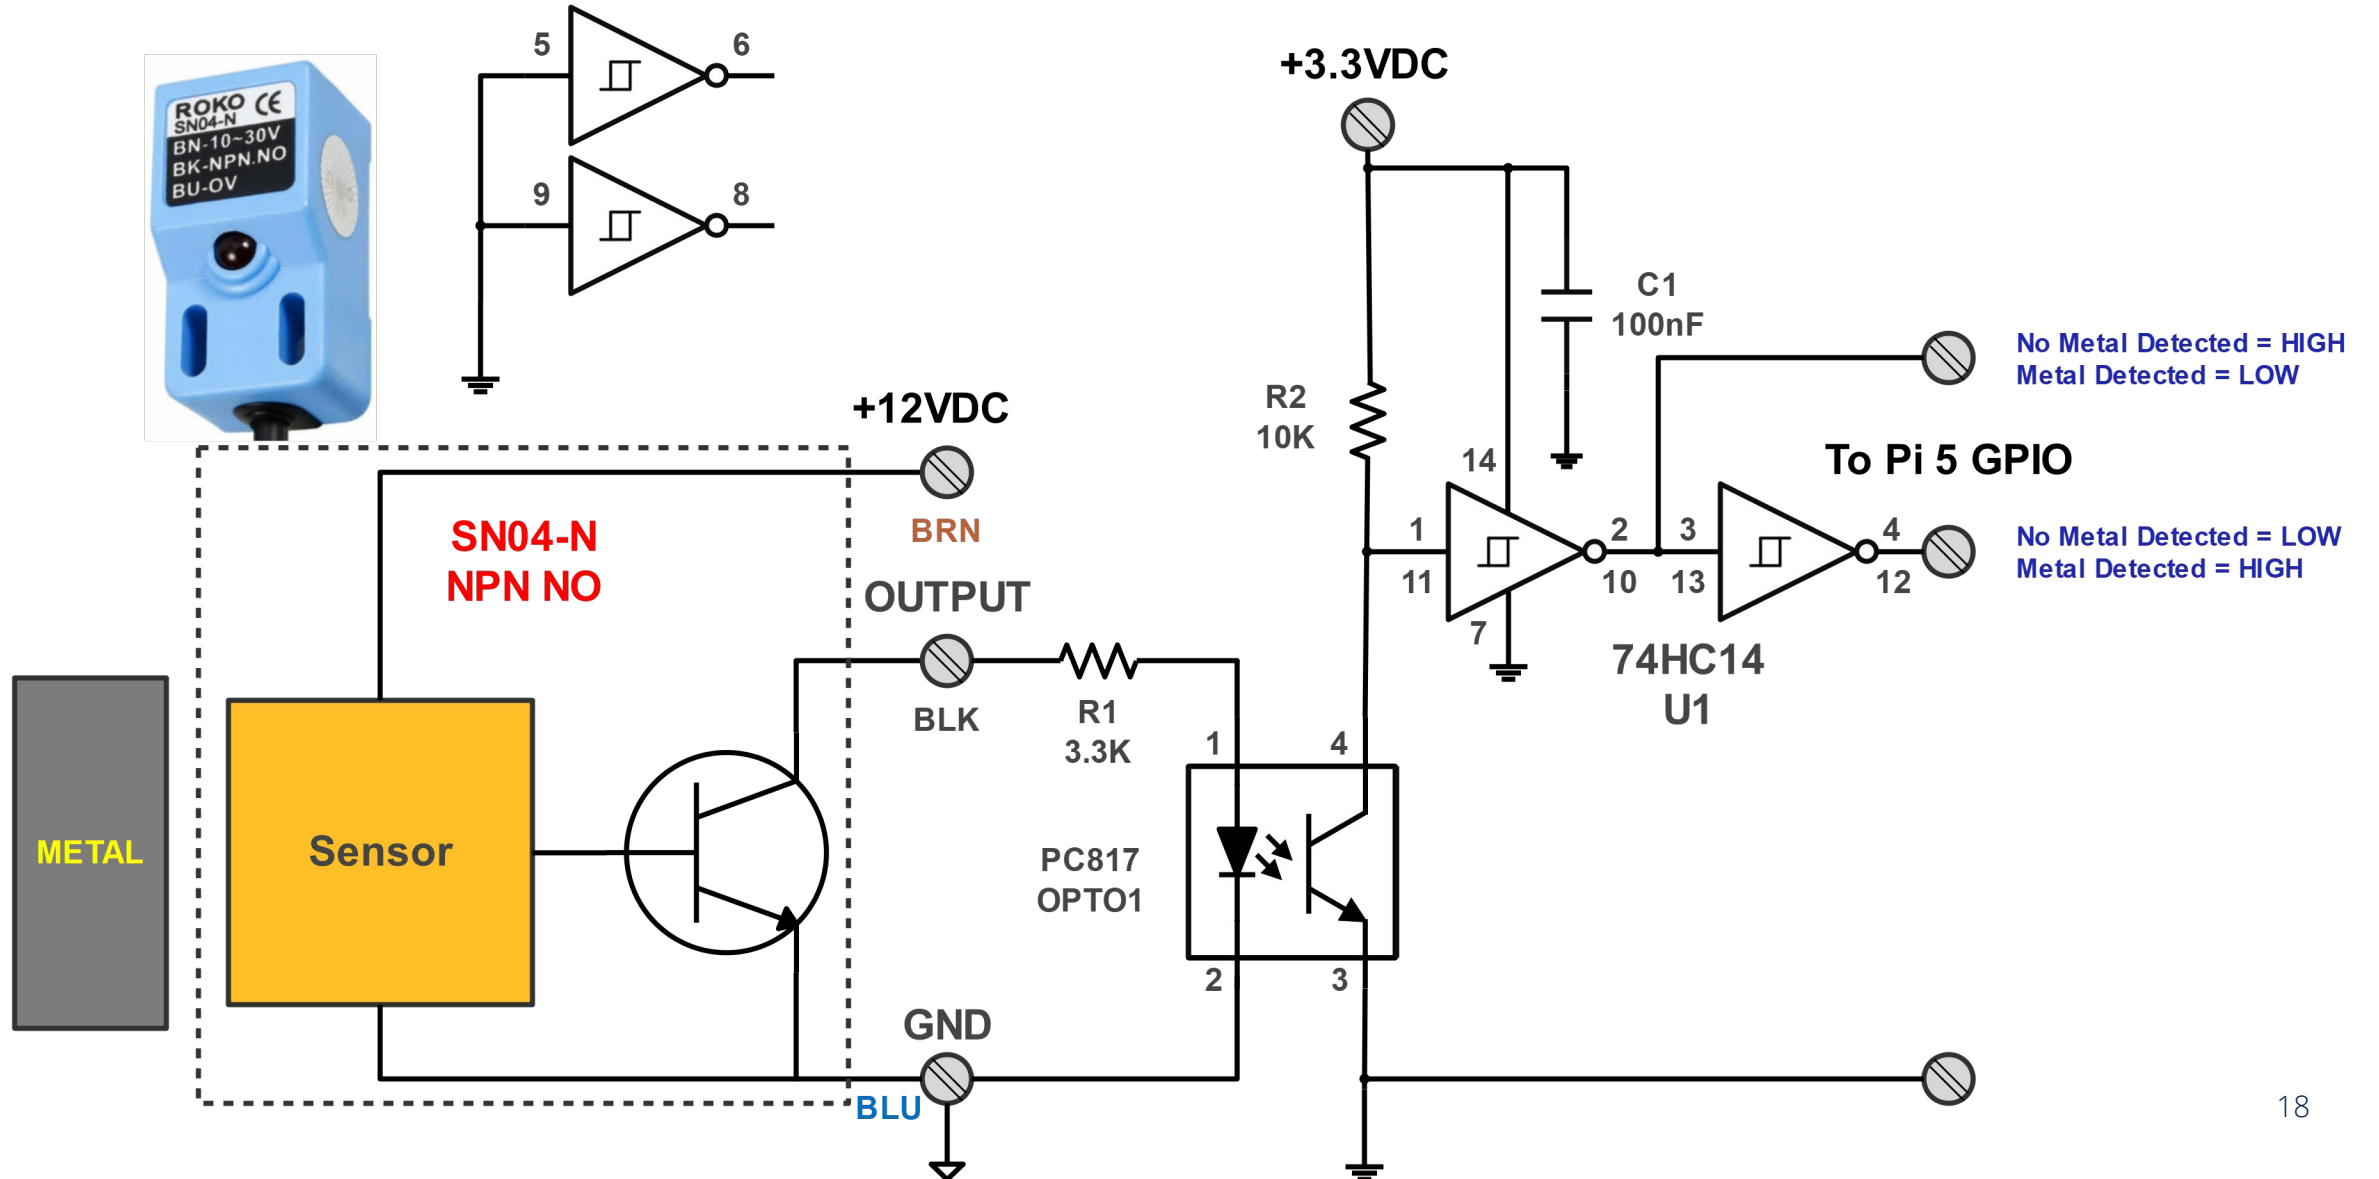 ROKO CE
SN04-N
BN-10~30V
BK-NPN.NO
BU-OV
5
6
9
8
+3.3VDC
C1
100nF
No Metal Detected = HIGH
Metal Detected = LOW
+12VDC
R2
10K
To Pi 5 GPIO
BRN
SN04-N
NPN NO
14
1
11
7
2
10
3
13
4
12
No Metal Detected = LOW
Metal Detected = HIGH
OUTPUT
BLK
R1
3.3K
74HC14
U1
1
4
METAL
Sensor
PC817
OPTO1
2
3
GND
BLU
18